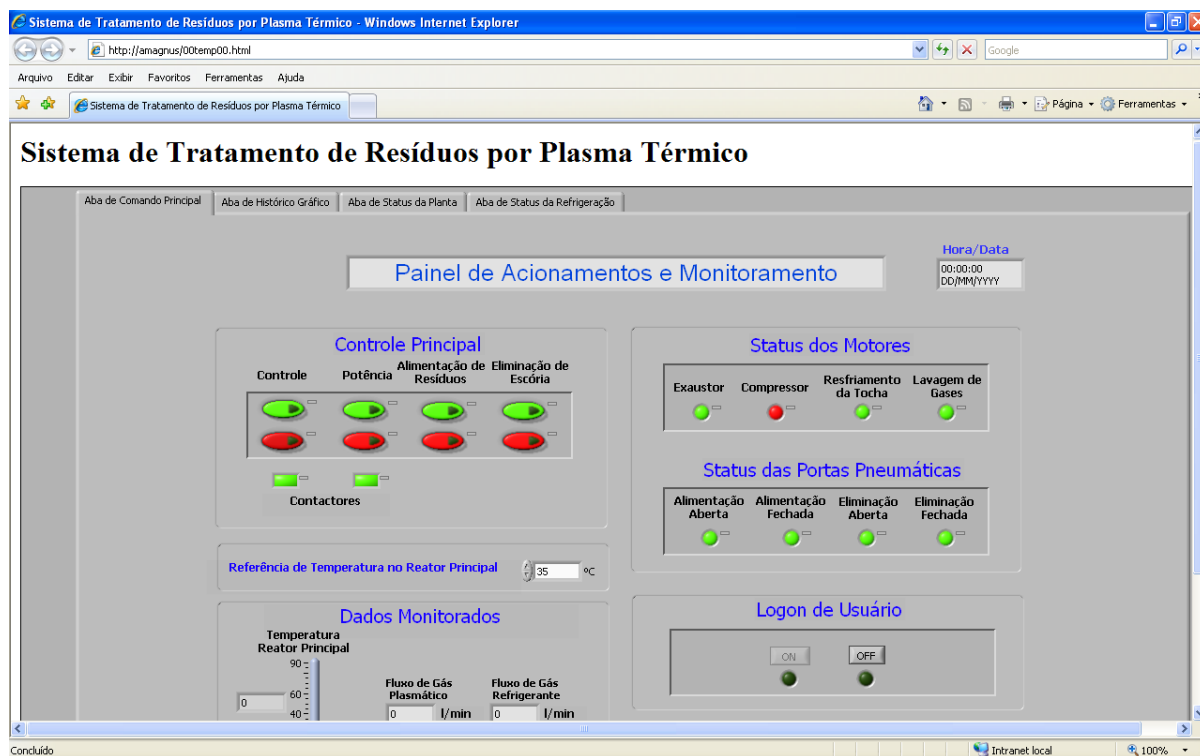 Sistema de Tratamento de Resíduos por Plasma Térmico - Windows Internet Explorer
http://amagnus/00temp00.html
Google
Arquivo Editar Exibir Favoritos Ferramentas Ajuda
Sistema de Tratamento de Resíduos por Plasma Térmico
Página
Ferramentas
Sistema de Tratamento de Resíduos por Plasma Térmico
Aba de Comando Principal
Aba de Histórico Gráfico
Aba de Status da Planta
Aba de Status da Refrigeração
Painel de Acionamentos e Monitoramento
Hora/Data
00:00:00
DD/MM/YYYY
Controle Principal
Controle
Potência
Alimentação de
Resíduos
Eliminação de
Escória
Contactores
Referência de Temperatura no Reator Principal
35 ºC
Dados Monitorados
Temperatura
Reator Principal
90
60
40
0
Fluxo de Gás
Plasmático
0 l/min
Fluxo de Gás
Refrigerante
0 l/min
Status dos Motores
Exaustor
Compressor
Resfriamento
da Tocha
Lavagem de
Gases
Status das Portas Pneumáticas
Alimentação
Aberta
Alimentação
Fechada
Eliminação
Aberta
Eliminação
Fechada
Logon de Usuário
ON
OFF
Concluído
Intranet local
100%